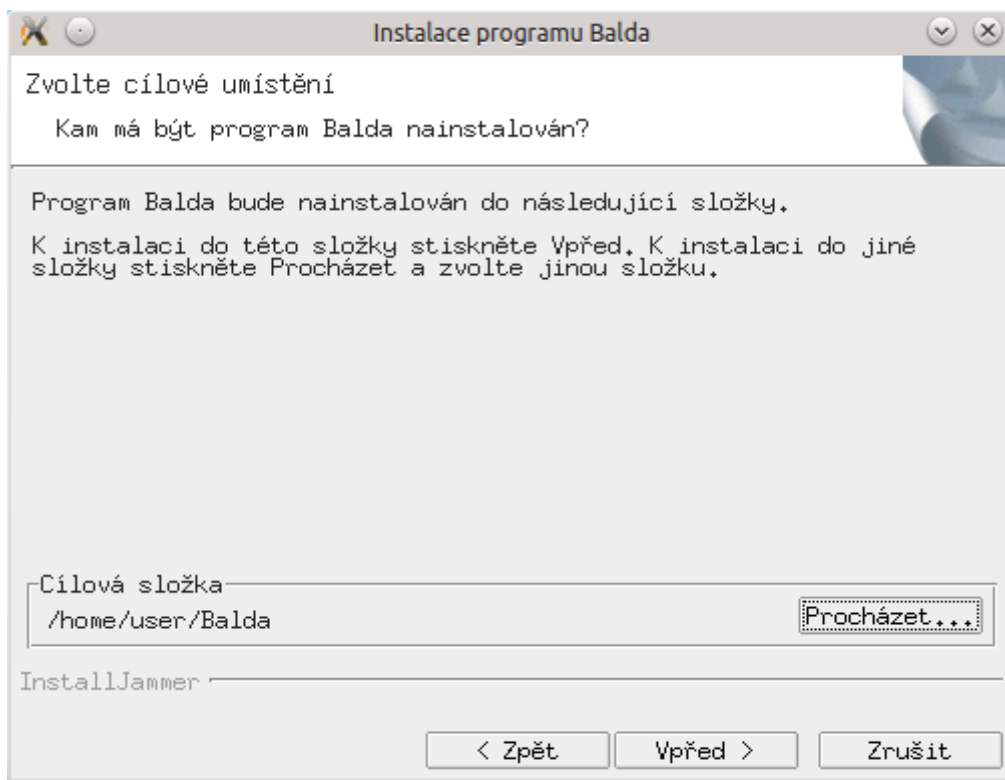 Instalace programu Balda
Zvolte cílové umístění
Kam má být program Balda nainstalován?
Program Balda bude nainstalován do následující složky.
K instalaci do této složky stiskněte Vpřed. K instalaci do jiné
složky stiskněte Procházet a zvolte jinou složku.
Cílová složka
/home/user/Balda
Procházet...
InstallJammer
< Zpět
Vpřed >
Zrušit